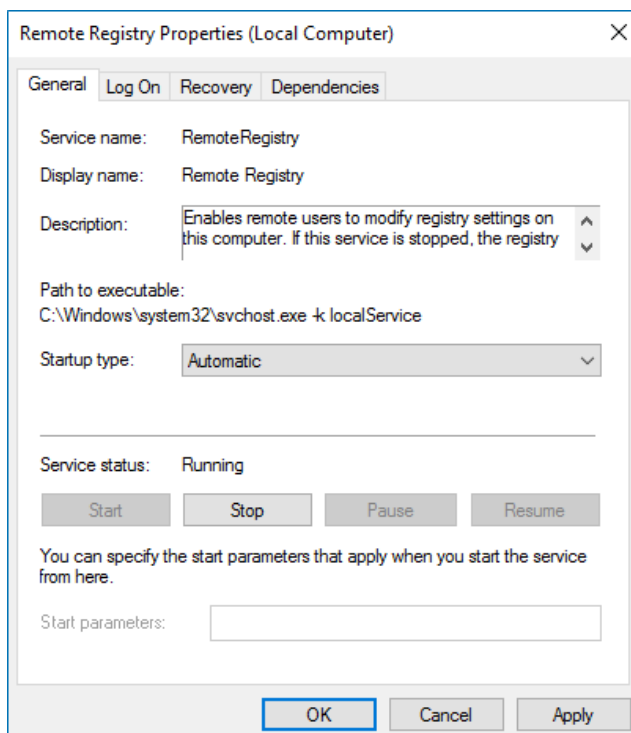 Remote Registry Properties (Local Computer)
General Log On Recovery Dependencies
Service name: RemoteRegistry
Display name: Remote Registry
Description: Enables remote users to modify registry settings on
this computer. If this service is stopped, the registry
Path to executable:
C:\Windows\system32\svchost.exe -k localService
Startup type: Automatic
Service status: Running
Start Stop Pause Resume
You can specify the start parameters that apply when you start the service
from here.
Start parameters:
OK Cancel Apply